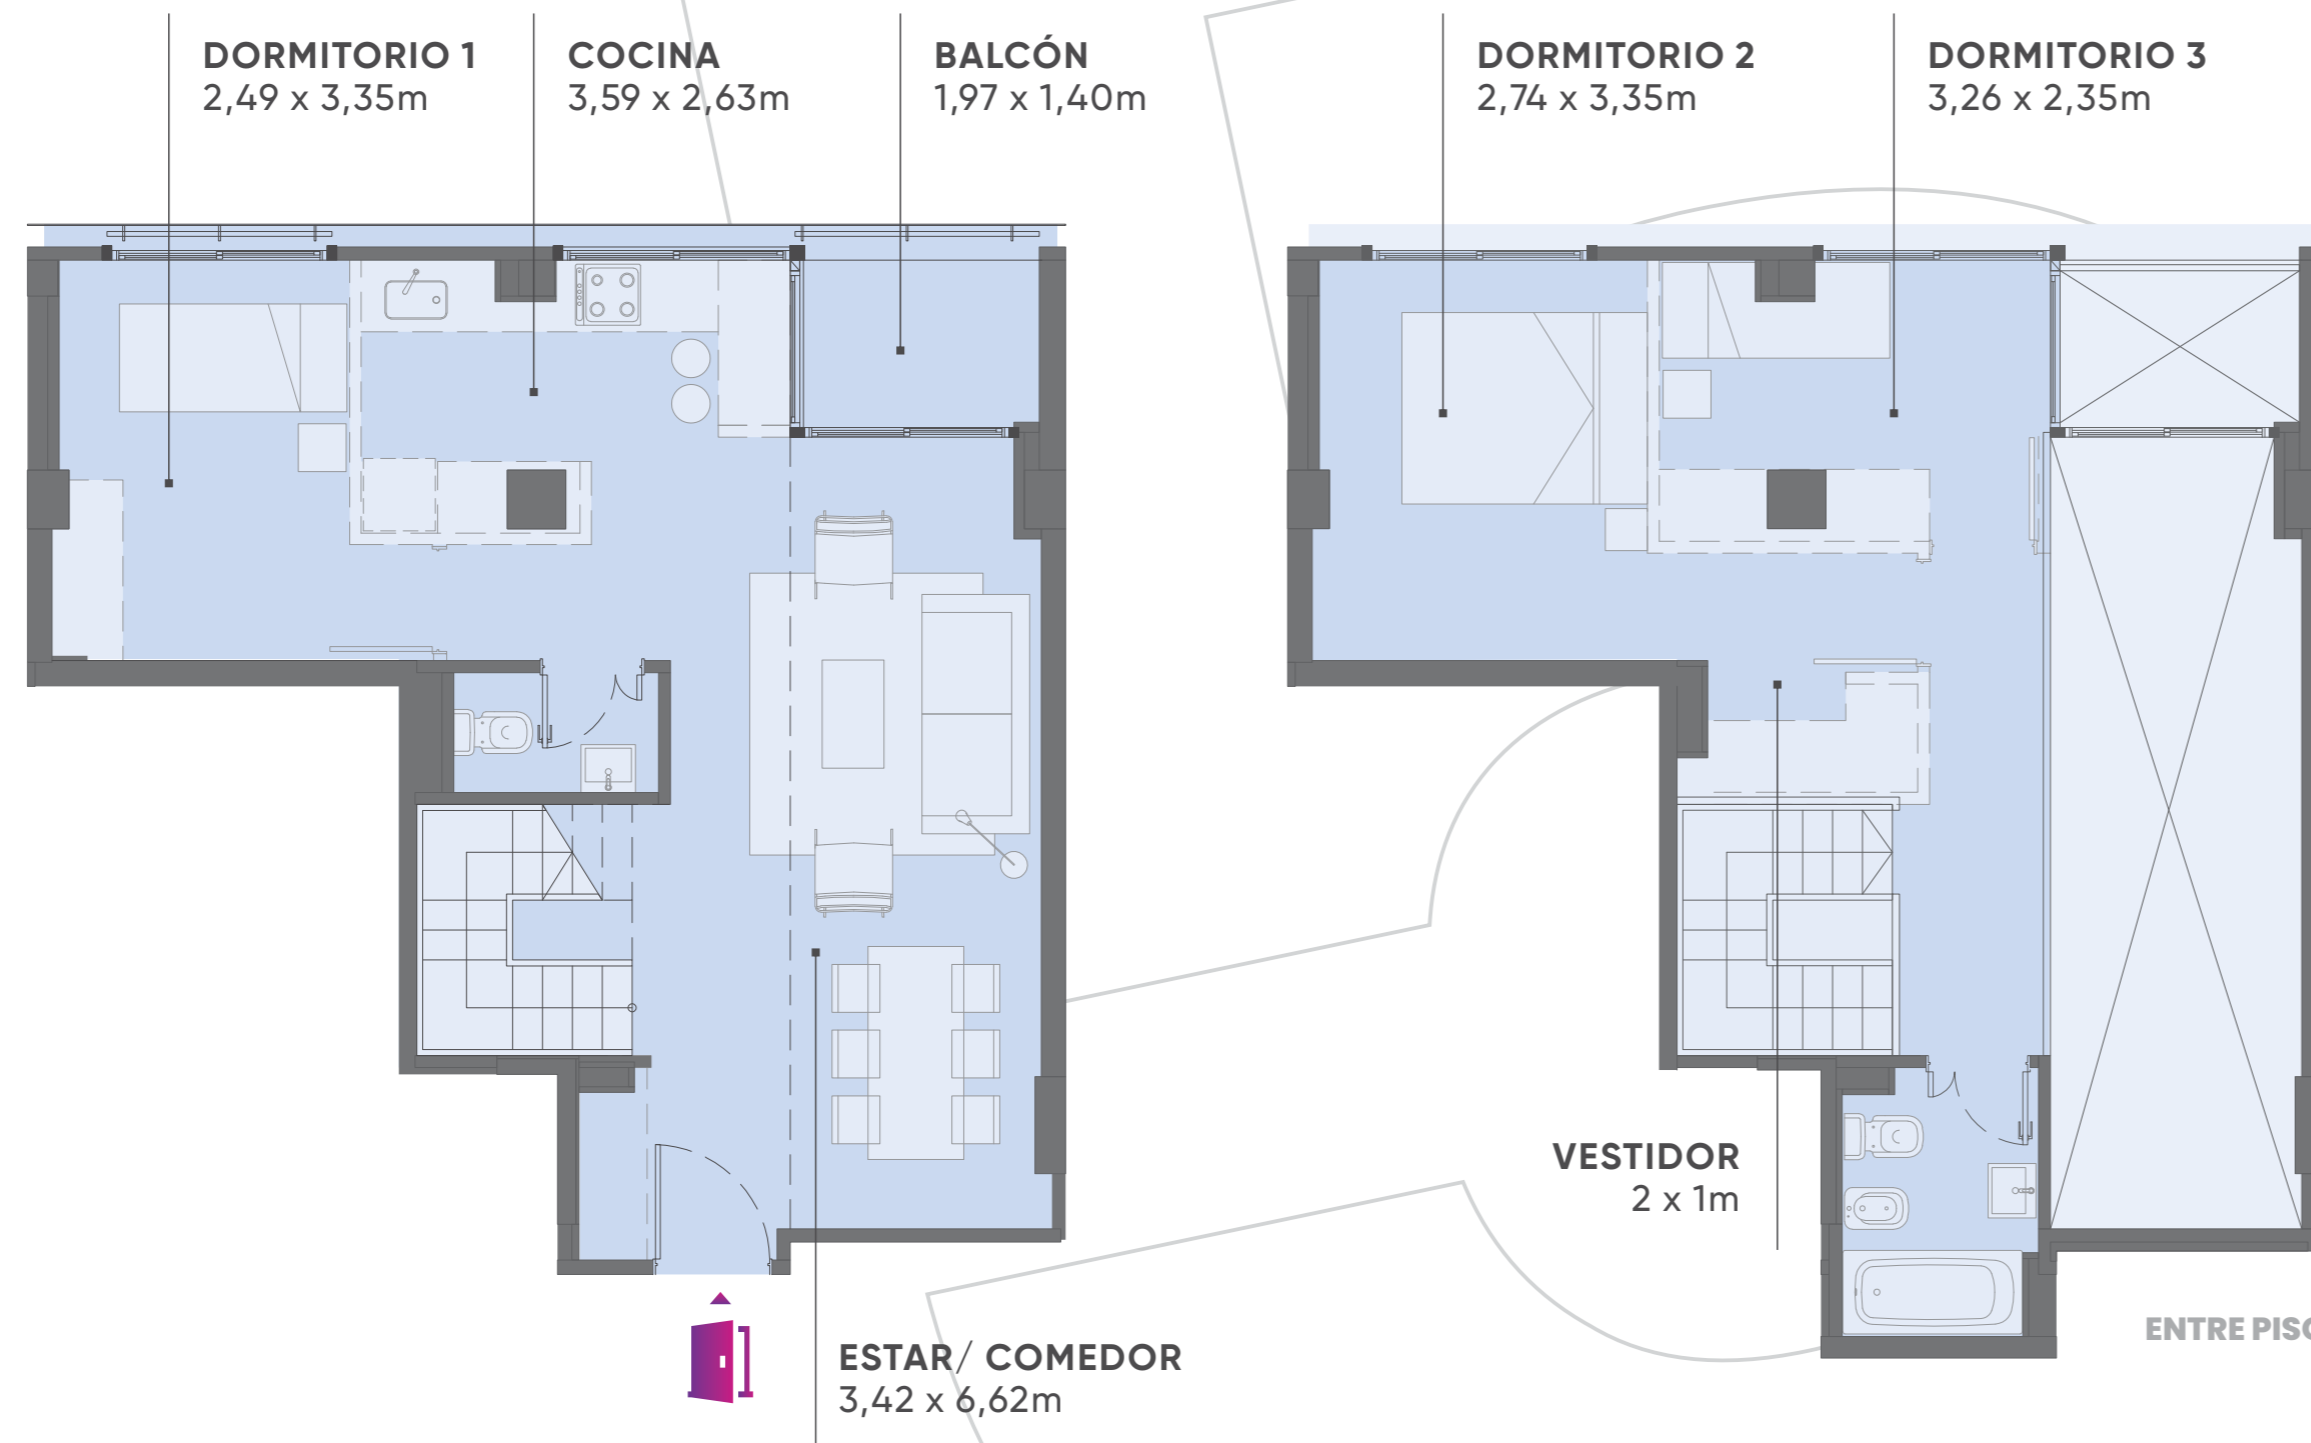 DORMITORIO 1
2,49 x 3,35m
COCINA
3,59 x 2,63m
BALCÓN
1,97 x 1,40m
DORMITORIO 2
2,74 x 3,35m
DORMITORIO 3
3,26 x 2,35m
VESTIDOR
2 x 1m
ESTAR/ COMEDOR
3,42 x 6,62m
ENTRE